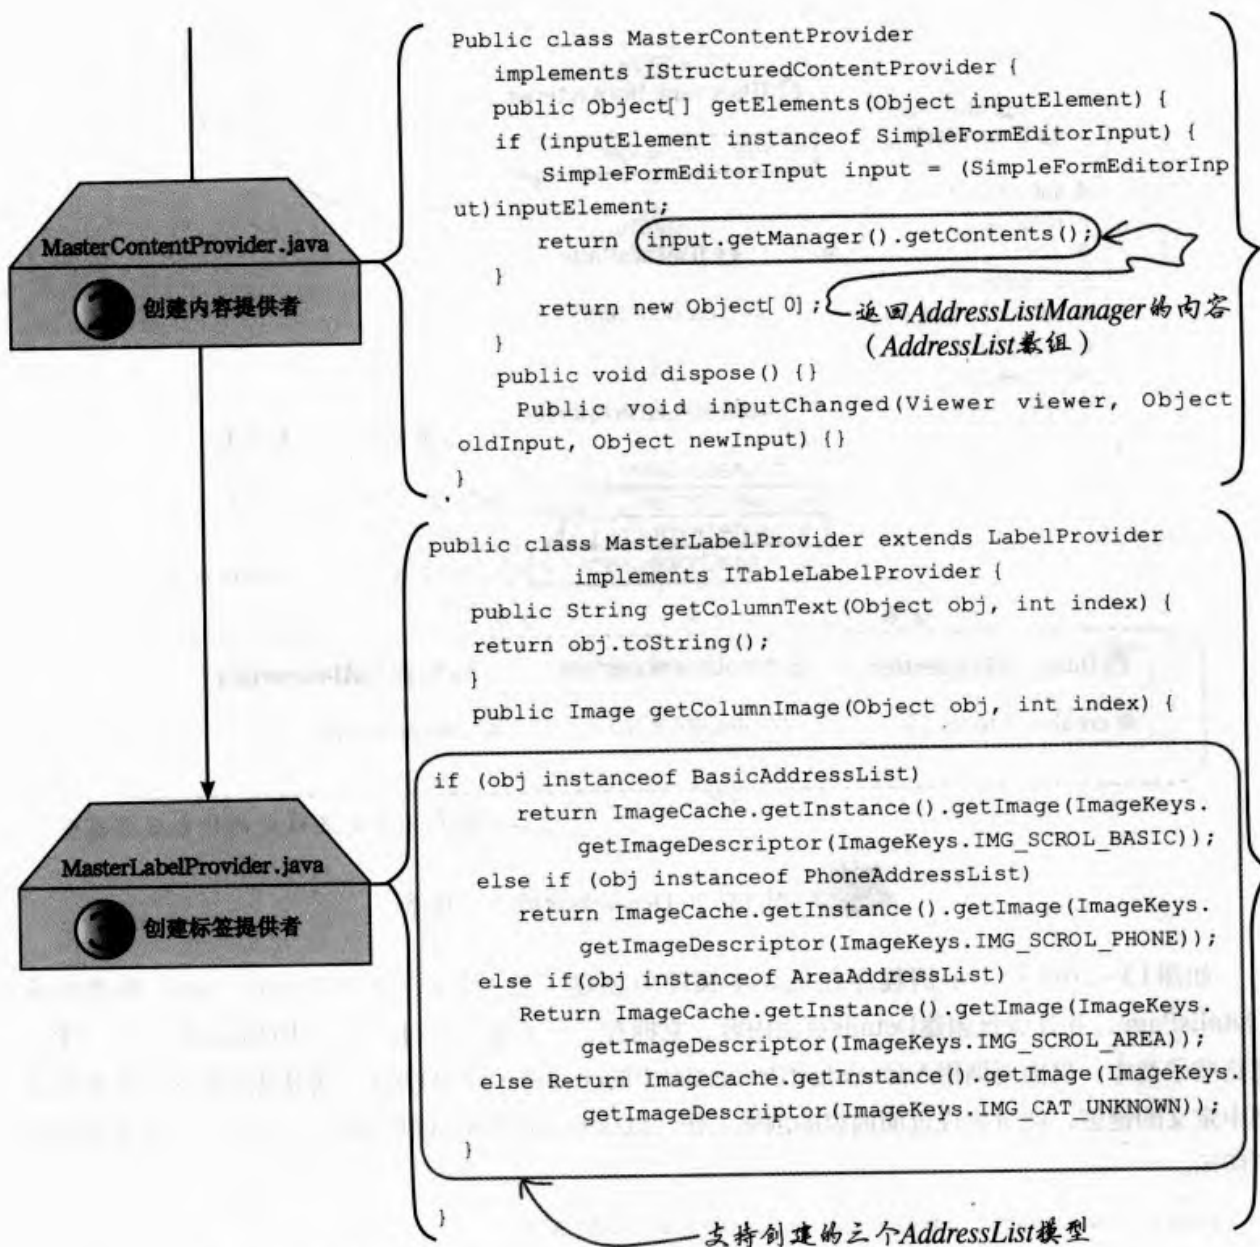 Public class MasterContentProvider
implements IStructuredContentProvider {
public Object[] getElements(Object inputElement) {
if (inputElement instanceof SimpleFormEditorInput) {
SimpleFormEditorInput input = (SimpleFormEditorInp
ut)inputElement;
return input.getManager().getContents();
}
return new Object[0];
}
public void dispose() {}
Public void inputChanged(Viewer viewer, Object
oldInput, Object newInput) {}
}
MasterContentProvider.java
2 创建内容提供者
返回AddressListManager的内容
（AddressList数组）
public class MasterLabelProvider extends LabelProvider
implements ITableLabelProvider {
public String getColumnText(Object obj, int index) {
return obj.toString();
}
public Image getColumnImage(Object obj, int index) {
if (obj instanceof BasicAddressList)
return ImageCache.getInstance().getImage(ImageKeys.
getImageDescriptor(ImageKeys.IMG_SCROL_BASIC));
else if (obj instanceof PhoneAddressList)
return ImageCache.getInstance().getImage(ImageKeys.
getImageDescriptor(ImageKeys.IMG_SCROL_PHONE));
else if(obj instanceof AreaAddressList)
Return ImageCache.getInstance().getImage(ImageKeys.
getImageDescriptor(ImageKeys.IMG_SCROL_AREA));
else Return ImageCache.getInstance().getImage(ImageKeys.
getImageDescriptor(ImageKeys.IMG_CAT_UNKNOWN));
}
}
MasterLabelProvider.java
3 创建标签提供者
支持创建的三个AddressList模型